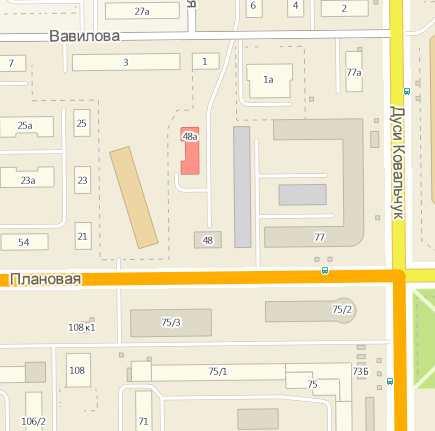 27а
Я
6
4
2
Вавилова
7
3
1
1а
77а
25а
25
48а
Дуси Ковальчук
23а
23
54
21
48
77
Плановая
75/3
75/2
108 к1
108
75/1
75
73Б
106/2
71